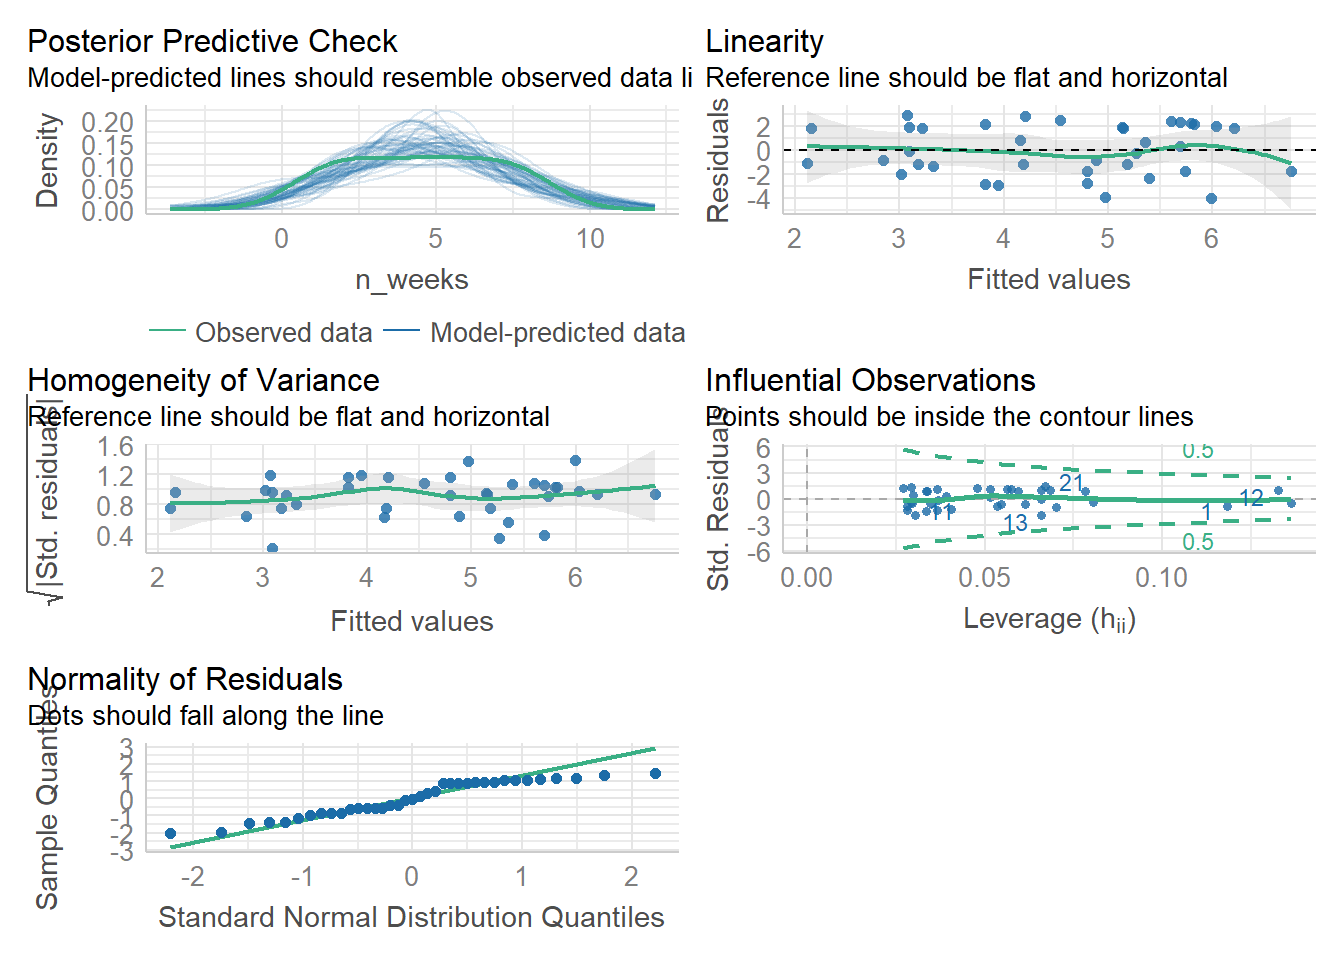 Posterior Predictive Check
Model-predicted lines should resemble observed data li
Density
0.20
0.15
0.10
0.05
0.00
0
5
10
n_weeks
Observed data
Model-predicted data
Linearity
Reference line should be flat and horizontal
Residuals
2
0
-2
-4
2
3
4
5
6
Fitted values
Homogeneity of Variance
Reference line should be flat and horizontal
√|Std. residuals|
1.6
1.2
0.8
0.4
2
3
4
5
6
Fitted values
Influential Observations
Points should be inside the contour lines
Std. Residuals
6
3
0
-3
-6
0.5
21
12
11
1
13
0.5
0.00
0.05
0.10
Leverage (hii)
Normality of Residuals
Dots should fall along the line
Sample Quantiles
3
2
1
0
-1
-2
-3
-2
-1
0
1
2
Standard Normal Distribution Quantiles